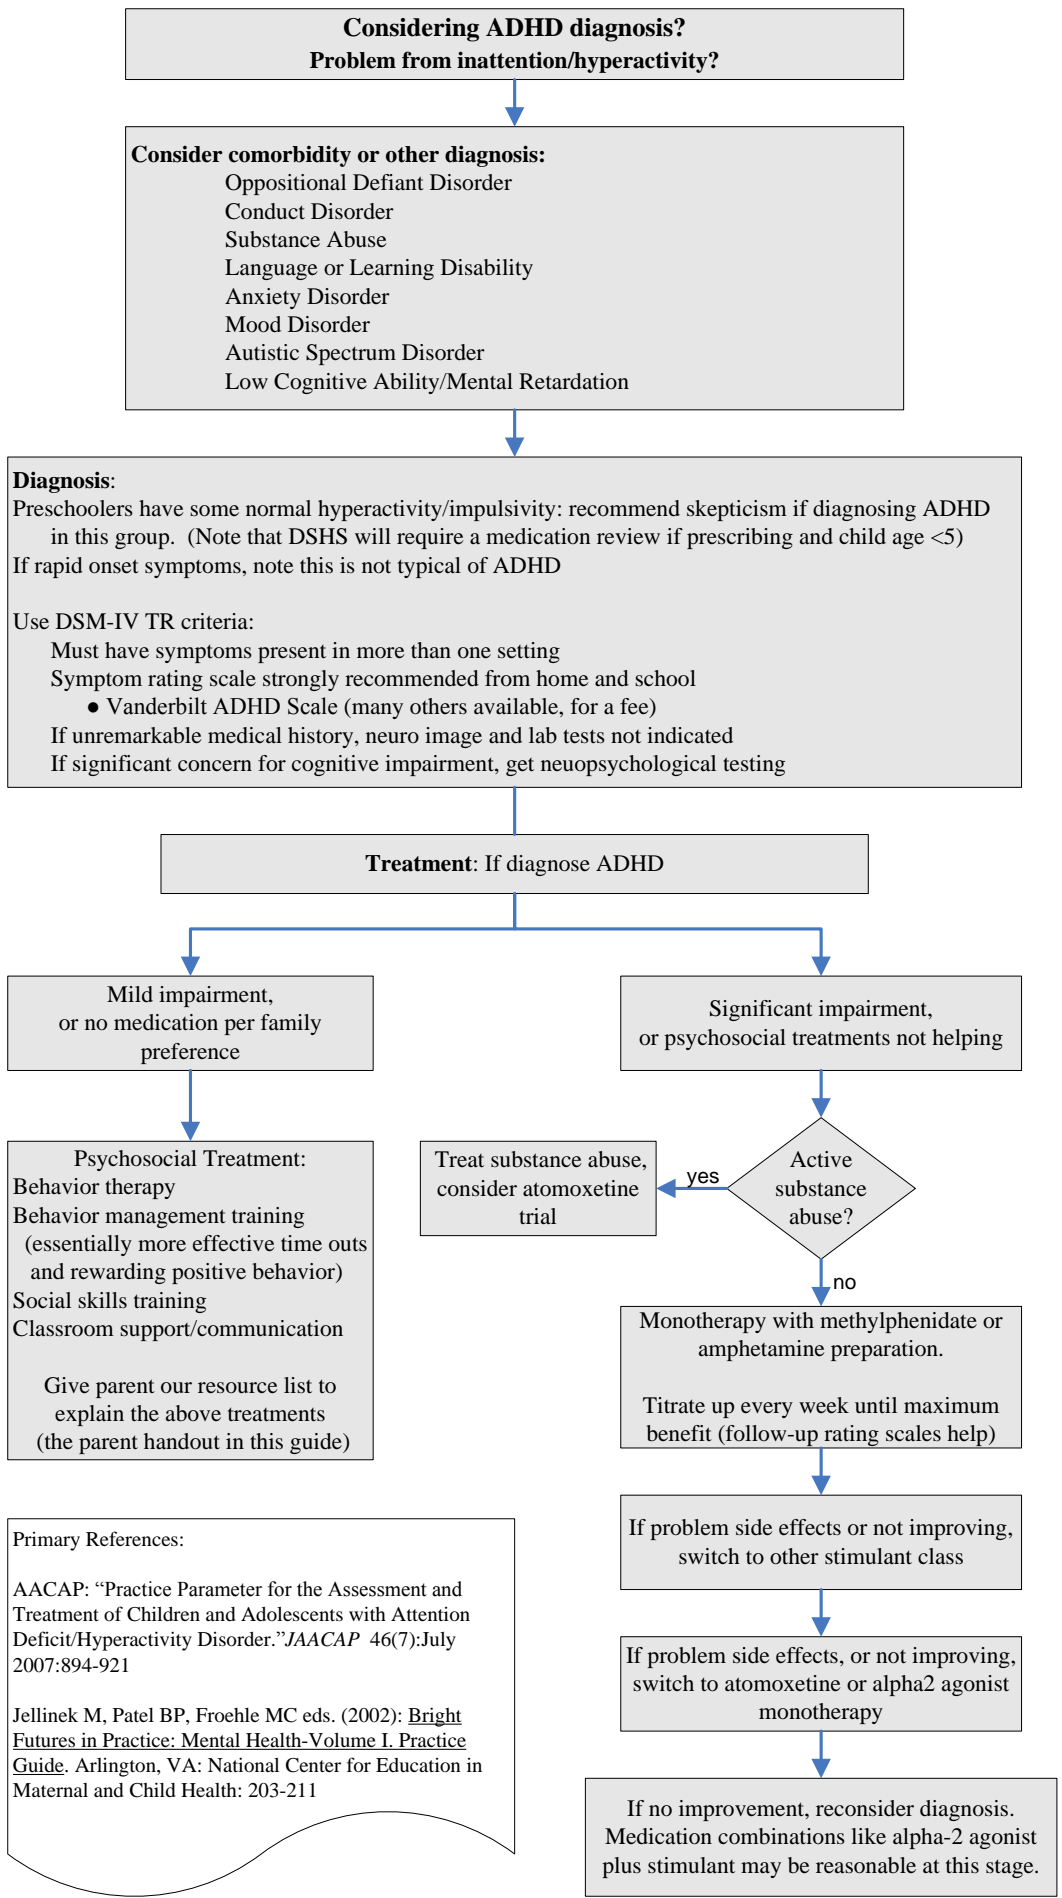 Considering ADHD diagnosis?
Problem from inattention/hyperactivity?
Consider comorbidity or other diagnosis:
Oppositional Defiant Disorder
Conduct Disorder
Substance Abuse
Language or Learning Disability
Anxiety Disorder
Mood Disorder
Autistic Spectrum Disorder
Low Cognitive Ability/Mental Retardation
Diagnosis:
Preschoolers have some normal hyperactivity/impulsivity: recommend skepticism if diagnosing ADHD
in this group.  (Note that DSHS will require a medication review if prescribing and child age <5)
If rapid onset symptoms, note this is not typical of ADHD
Use DSM-IV TR criteria:
Must have symptoms present in more than one setting
Symptom rating scale strongly recommended from home and school
● Vanderbilt ADHD Scale (many others available, for a fee)
If unremarkable medical history, neuro image and lab tests not indicated
If significant concern for cognitive impairment, get neuopsychological testing
Treatment: If diagnose ADHD
Mild impairment,
or no medication per family
preference
Psychosocial Treatment:
Behavior therapy
Behavior management training
(essentially more effective time outs
and rewarding positive behavior)
Social skills training
Classroom support/communication
Give parent our resource list to
explain the above treatments
(the parent handout in this guide)
Significant impairment,
or psychosocial treatments not helping
Active
substance
abuse?
yes
Treat substance abuse,
consider atomoxetine
trial
no
Monotherapy with methylphenidate or
amphetamine preparation.
Titrate up every week until maximum
benefit (follow-up rating scales help)
If problem side effects or not improving,
switch to other stimulant class
If problem side effects, or not improving,
switch to atomoxetine or alpha2 agonist
monotherapy
If no improvement, reconsider diagnosis.
Medication combinations like alpha-2 agonist
plus stimulant may be reasonable at this stage.
Primary References:
AACAP: “Practice Parameter for the Assessment and
Treatment of Children and Adolescents with Attention
Deficit/Hyperactivity Disorder.”JAACAP  46(7):July
2007:894-921
Jellinek M, Patel BP, Froehle MC eds. (2002): Bright
Futures in Practice: Mental Health-Volume I. Practice
Guide. Arlington, VA: National Center for Education in
Maternal and Child Health: 203-211